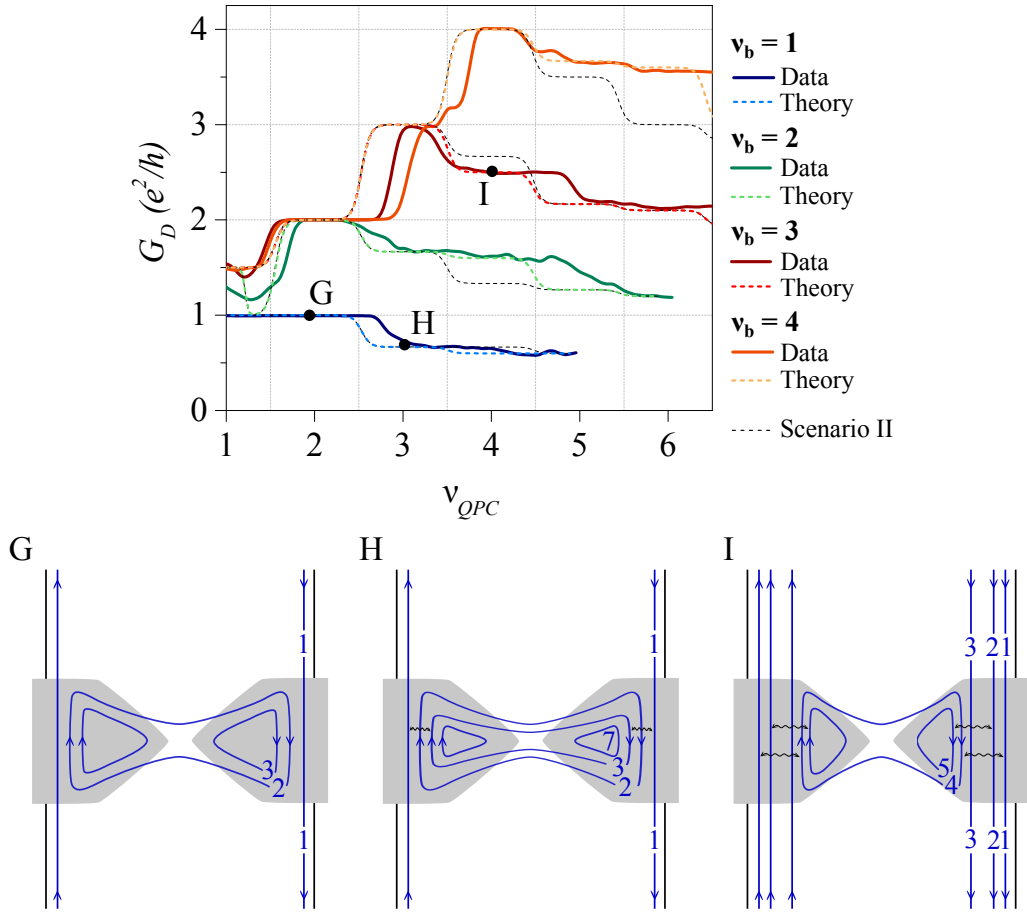 G_D (e²/h)
4
3
2
1
0
G
H
I
1 2 3 4 5 6
ν_QPC
ν_b = 1
Data
Theory
ν_b = 2
Data
Theory
ν_b = 3
Data
Theory
ν_b = 4
Data
Theory
Scenario II
G
1
3
2
1
H
1
7
3
2
1
I
3 2 1
5
4
3 2 1